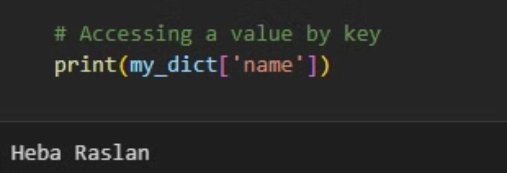 # Accessing a value by key
print(my_dict['name'])
Heba Raslan